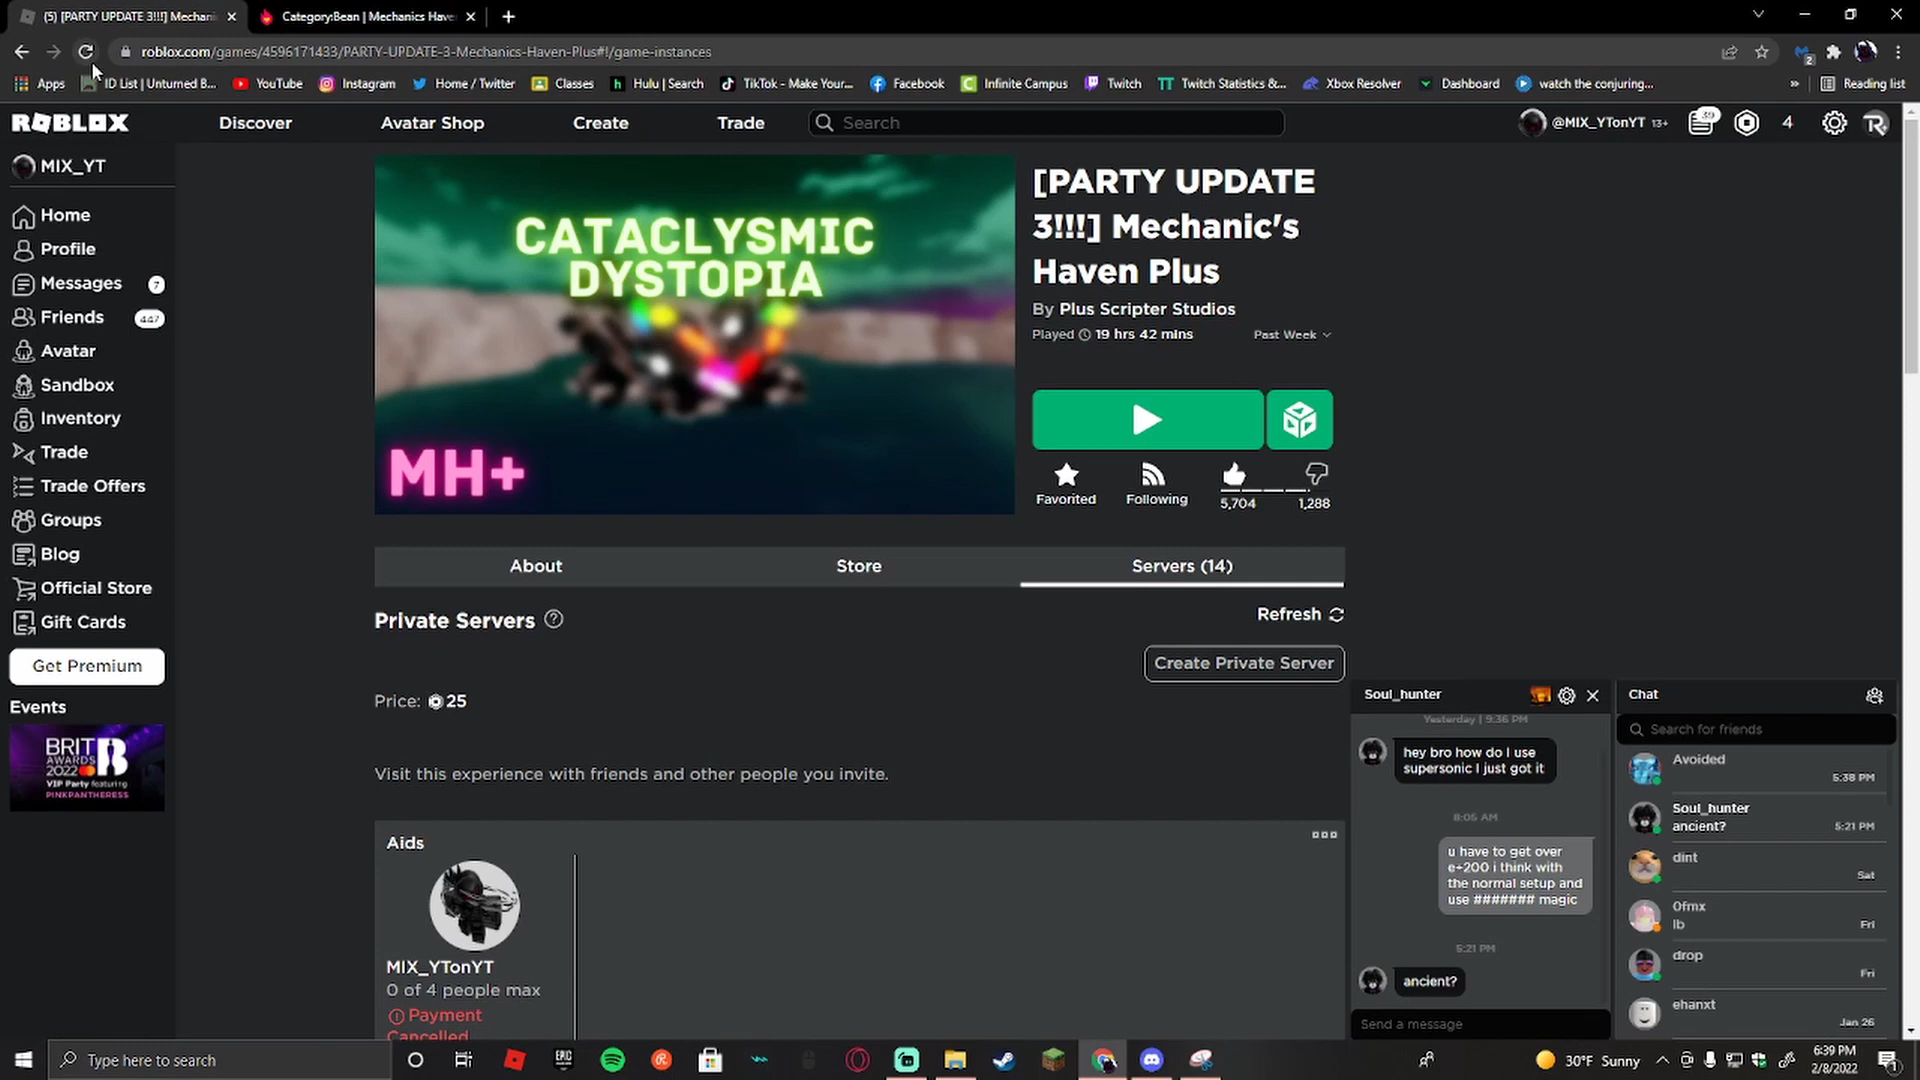 (5) [PARTY UPDATE 3!!!] Mechani
Category:Bean | Mechanics Have
roblox.com/games/4596171433/PARTY-UPDATE-3-Mechanics-Haven-Plus#!/game-instances
2
Apps
ID List | Unturned B...
YouTube
Instagram
Home / Twitter
Classes
Hulu | Search
TikTok - Make Your...
Facebook
Infinite Campus
Twitch
Twitch Statistics &...
Xbox Resolver
Dashboard
watch the conjuring...
»
Reading list
ROBLOX
Discover
Avatar Shop
Create
Trade
Search
@MIX_YTonYT 13+
39
4
MIX_YT
Home
Profile
Messages 7
Friends 447
Avatar
Sandbox
Inventory
Trade
Trade Offers
Groups
Blog
Official Store
Gift Cards
Get Premium
Events
BRIT
AWARDS
2022
VIP Party featuring
PINKPANTHERESS
CATACLYSMIC
DYSTOPIA
MH+
[PARTY UPDATE
3!!!] Mechanic's
Haven Plus
By Plus Scripter Studios
Played 19 hrs 42 mins
Past Week
Favorited
Following
5,704
1,288
About
Store
Servers (14)
Private Servers
Refresh
Create Private Server
Price: 25
Visit this experience with friends and other people you invite.
Aids
MIX_YTonYT
0 of 4 people max
Payment
Cancelled
Soul_hunter
Yesterday | 9:36 PM
hey bro how do I use
supersonic I just got it
8:05 AM
u have to get over
e+200 i think with
the normal setup and
use ####### magic
5:21 PM
ancient?
Send a message
Chat
Search for friends
Avoided
5:38 PM
Soul_hunter
ancient?
5:21 PM
dint
Sat
0fmx
lb
Fri
drop
Fri
ehanxt
Jan 26
Type here to search
EPIC
30°F Sunny
6:39 PM
2/8/2022
1